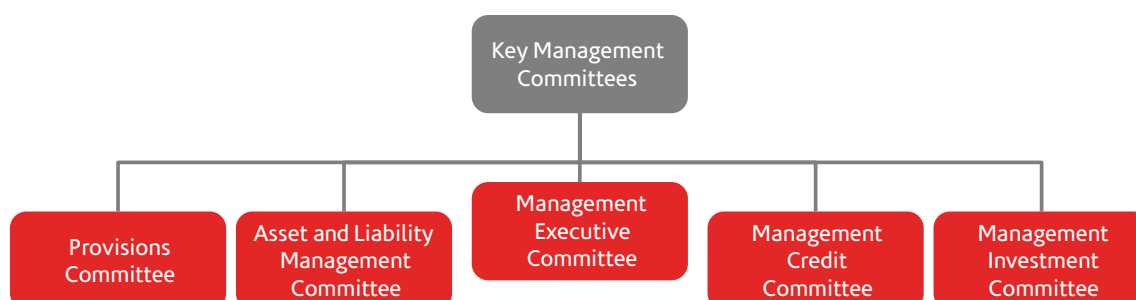 Key Management
Committees
Provisions
Committee
Asset and Liability
Management
Committee
Management
Executive
Committee
Management
Credit
Committee
Management
Investment
Committee